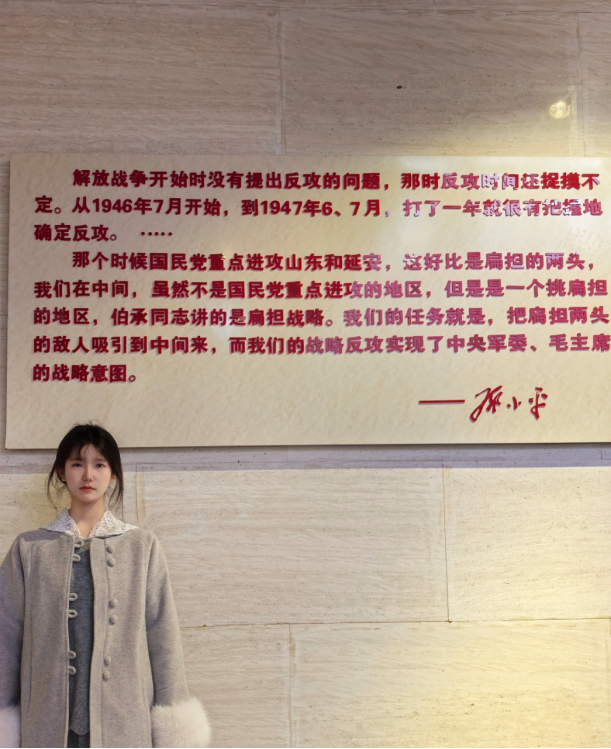 解放战争开始时没有提出反攻的问题，那时反攻时间还捉摸不
定。从1946年7月开始，到1947年6、7月，打了一年就很有把握地
确定反攻。 ……
那个时候国民党重点进攻山东和延安，这好比是扁担的两头，
我们在中间，虽然不是国民党重点进攻的地区，但是是一个挑扁担
的地区，伯承同志讲的是扁担战略。我们的任务就是，把扁担两头
的敌人吸引到中间来，而我们的战略反攻实现了中央军委、毛主席
的战略意图。
——邓小平